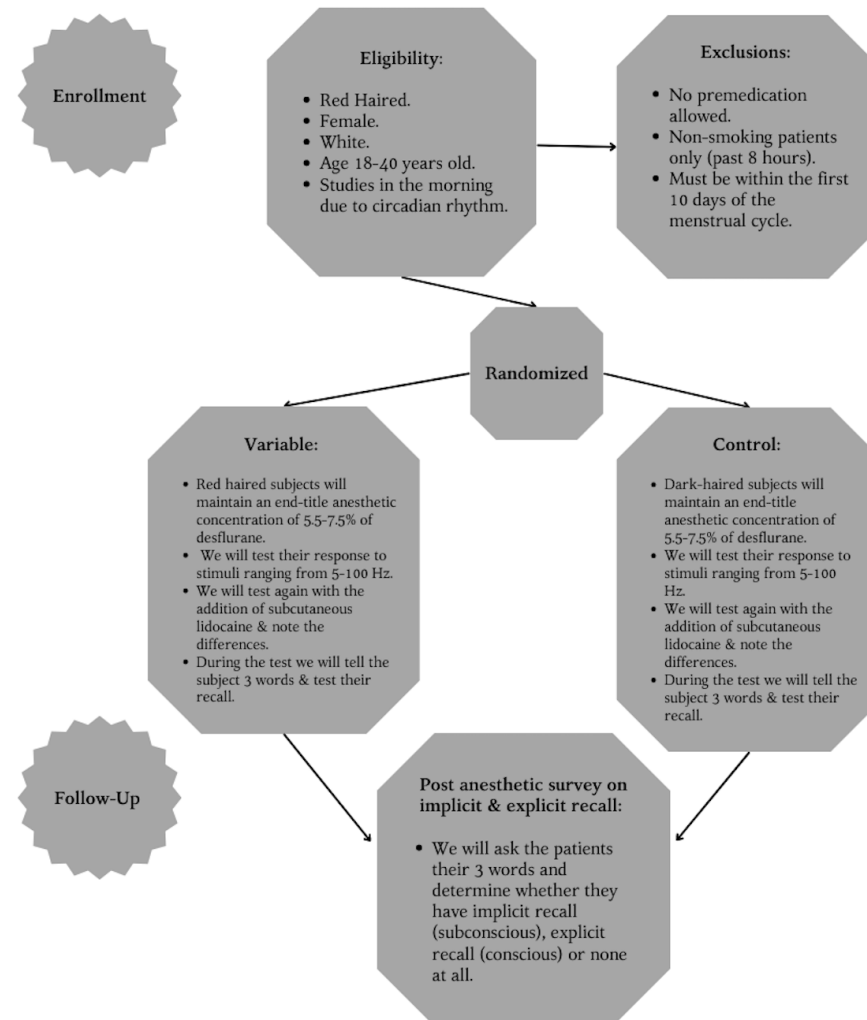 Enrollment
Eligibility:
• Red Haired.
• Female.
• White.
• Age 18-40 years old.
• Studies in the morning
due to circadian rhythm.
Exclusions:
• No premedication
allowed.
• Non-smoking patients
only (past 8 hours).
• Must be within the first
10 days of the
menstrual cycle.
Randomized
Variable:
• Red haired subjects will
maintain an end-title anesthetic
concentration of 5.5-7.5% of
desflurane.
• We will test their response to
stimuli ranging from 5-100 Hz.
• We will test again with the
addition of subcutaneous
lidocaine & note the
differences.
• During the test we will tell the
subject 3 words & test their
recall.
Control:
• Dark-haired subjects will
maintain an end-title
anesthetic concentration of
5.5-7.5% of desflurane.
• We will test their response to
stimuli ranging from 5-100
Hz.
• We will test again with the
addition of subcutaneous
lidocaine & note the
differences.
• During the test we will tell the
subject 3 words & test their
recall.
Follow-Up
Post anesthetic survey on
implicit & explicit recall:
• We will ask the patients
their 3 words and
determine whether they
have implicit recall
(subconscious), explicit
recall (conscious) or none
at all.